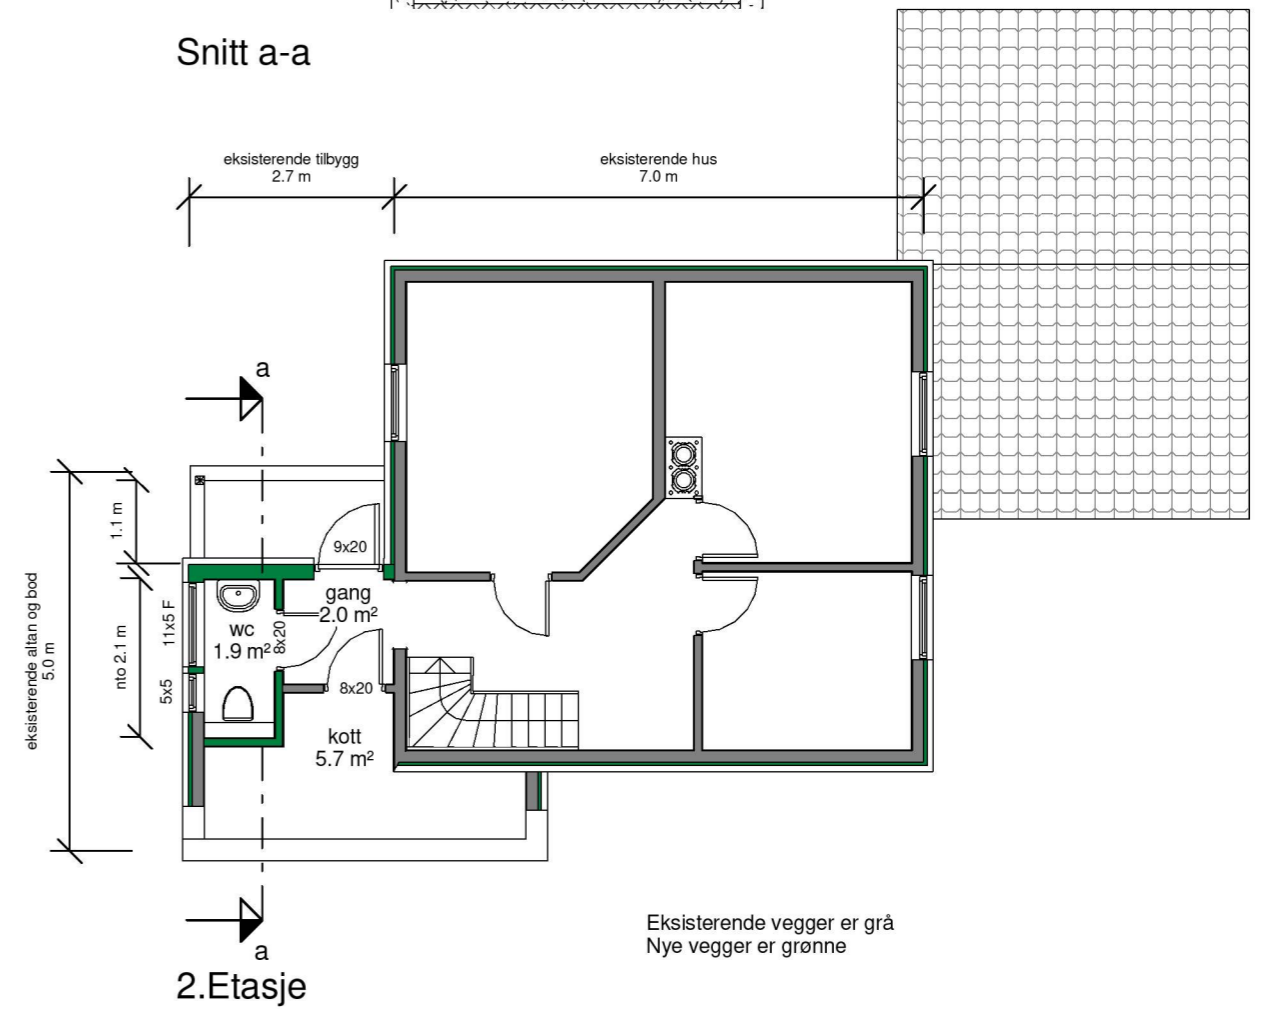 Snitt a-a
eksisterende tilbygg
2.7 m
eksisterende hus
7.0 m
a
1.1 m
9x20
eksisterende altan og bod
5.0 m
nto 2.1 m
11x5 F
5x5
wc
1.9 m²
8x20
gang
2.0 m²
8x20
kott
5.7 m²
a
Eksisterende vegger er grå
Nye vegger er grønne
2.Etasje